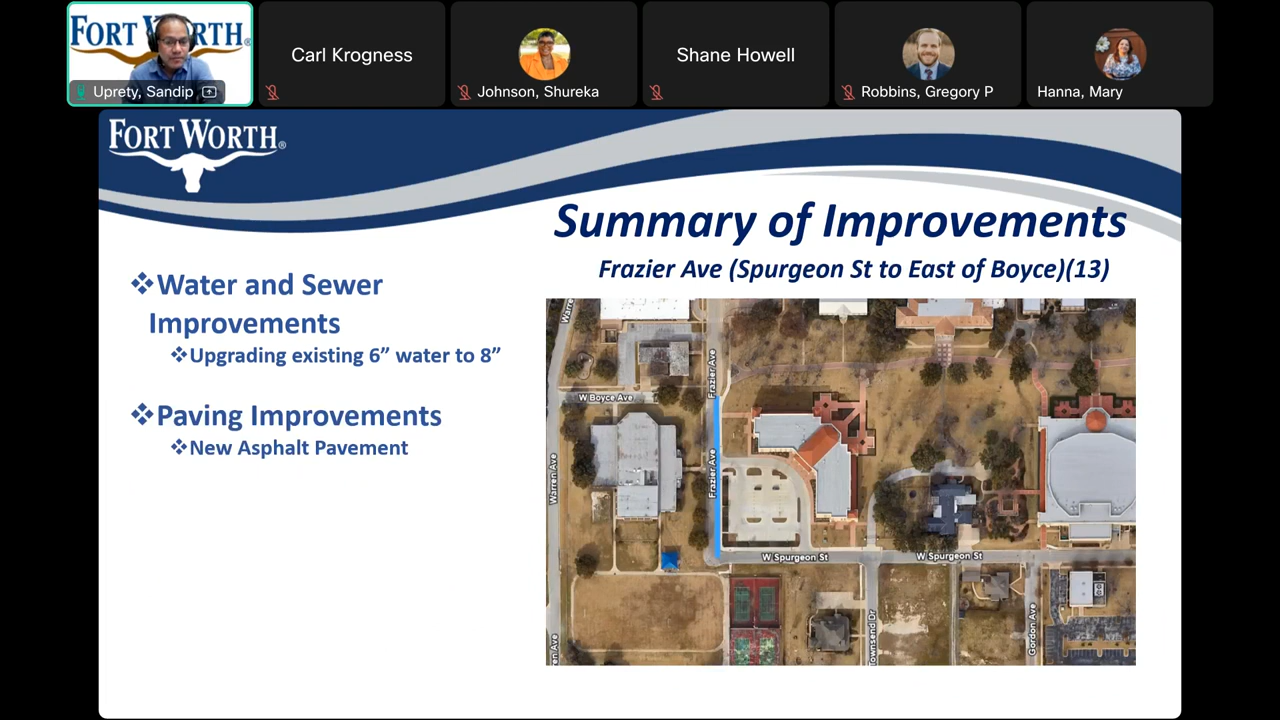 FORT WORTH®
Uprety, Sandip
Carl Krogness
Johnson, Shureka
Shane Howell
Robbins, Gregory P
Hanna, Mary
FORT WORTH®
Summary of Improvements
Frazier Ave (Spurgeon St to East of Boyce)(13)
❖Water and Sewer
Improvements
❖Upgrading existing 6” water to 8”
❖Paving Improvements
❖New Asphalt Pavement
Warre
Frazier Ave
W Boyce Ave
Warren Ave
Frazier Ave
W Spurgeon St
W Spurgeon St
Townsend Dr
Gordon Ave
en Ave